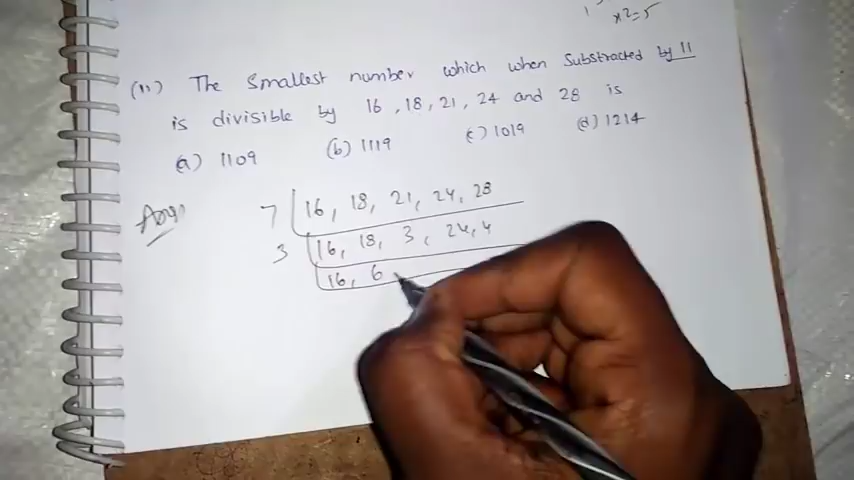 x2=5
(11) The Smallest number which when Substracted by 11
is divisible by 16, 18, 21, 24 and 28 is
(a) 1109 (b) 1119 (c) 1019 (d) 1214
Ans
7 16, 18, 21, 24, 28
3 16, 18, 3, 24, 4
16, 6